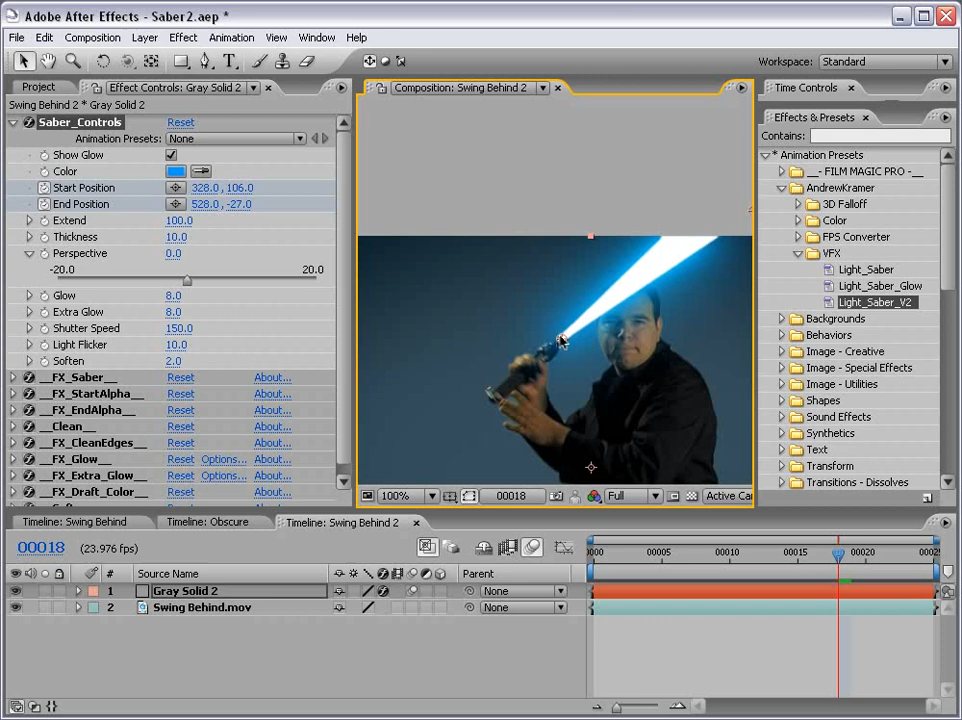 Adobe After Effects - Saber2.aep *
File Edit Composition Layer Effect Animation View Window Help
Workspace: Standard
Project Effect Controls: Gray Solid 2
Swing Behind 2 * Gray Solid 2
Saber_Controls Reset
Animation Presets: None
Show Glow
Color
Start Position 328.0, 106.0
End Position 528.0, -27.0
Extend 100.0
Thickness 10.0
Perspective 0.0
-20.0 20.0
Glow 8.0
Extra Glow 8.0
Shutter Speed 150.0
Light Flicker 10.0
Soften 2.0
__FX_Saber__ Reset About...
__FX_StartAlpha__ Reset About...
__FX_EndAlpha__ Reset About...
__Clean__ Reset About...
__FX_CleanEdges__ Reset About...
__FX_Glow__ Reset Options... About...
__FX_Extra_Glow__ Reset Options... About...
__FX_Draft_Color__ Reset About...
Composition: Swing Behind 2
100% 00018 Full Active Car
Time Controls
Effects & Presets
Contains:
* Animation Presets
__- FILM MAGIC PRO -__
AndrewKramer
3D Falloff
Color
FPS Converter
VFX
Light_Saber
Light_Saber_Glow
Light_Saber_V2
Backgrounds
Behaviors
Image - Creative
Image - Special Effects
Image - Utilities
Shapes
Sound Effects
Synthetics
Text
Transform
Transitions - Dissolves
Timeline: Swing Behind Timeline: Obscure Timeline: Swing Behind 2
00018 (23.976 fps)
0000 00005 00010 00015 00020 0002
# Source Name Parent
1 Gray Solid 2 None
2 Swing Behind.mov None